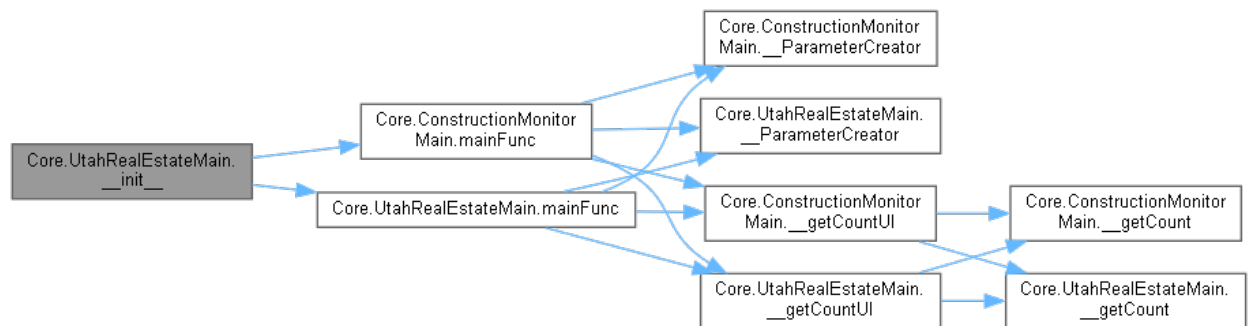 Core.UtahRealEstateMain.
__init__
Core.ConstructionMonitor
Main.mainFunc
Core.UtahRealEstateMain.mainFunc
Core.ConstructionMonitor
Main.__ParameterCreator
Core.UtahRealEstateMain.
__ParameterCreator
Core.ConstructionMonitor
Main.__getCountUI
Core.UtahRealEstateMain.
__getCountUI
Core.ConstructionMonitor
Main.__getCount
Core.UtahRealEstateMain.
__getCount